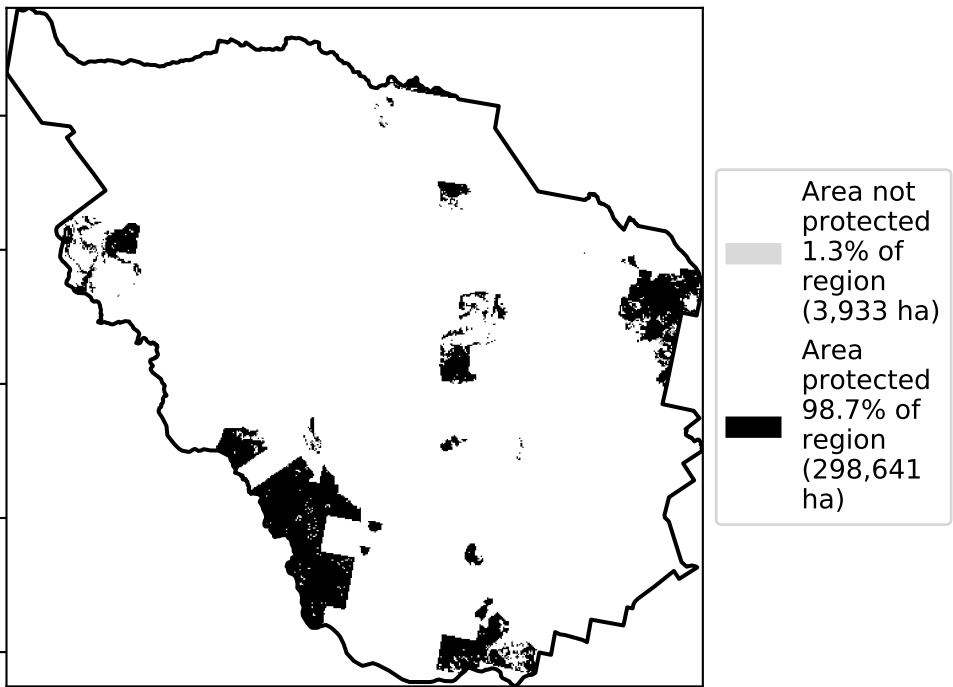 Area not
protected
1.3% of
region
(3,933 ha)
Area
protected
98.7% of
region
(298,641
ha)